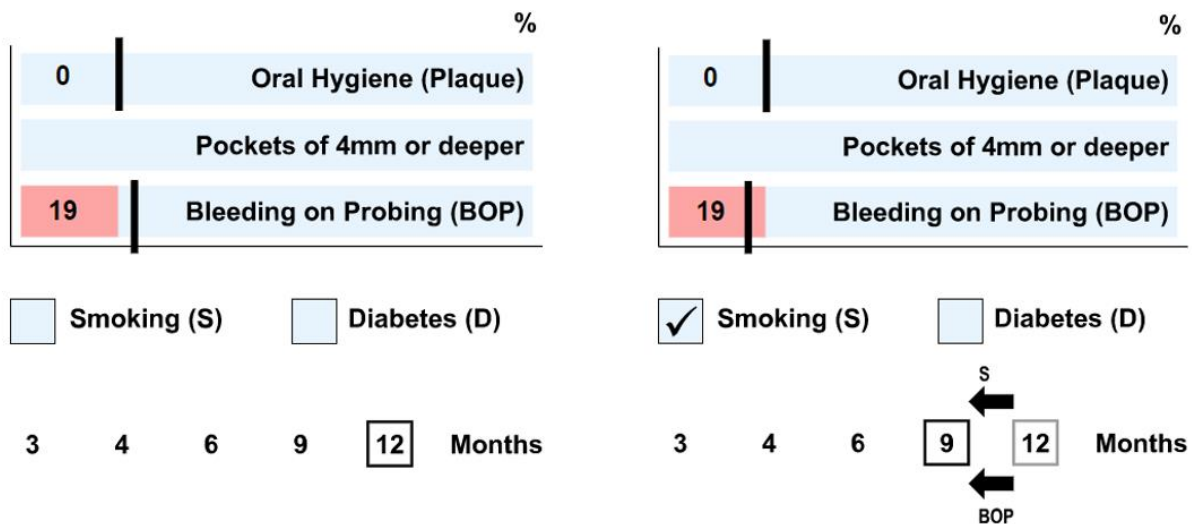 %
0 Oral Hygiene (Plaque)
Pockets of 4mm or deeper
19 Bleeding on Probing (BOP)
Smoking (S) Diabetes (D)
3 4 6 9 12 Months
%
0 Oral Hygiene (Plaque)
Pockets of 4mm or deeper
19 Bleeding on Probing (BOP)
✓ Smoking (S) Diabetes (D)
S
3 4 6 9 12 Months
BOP